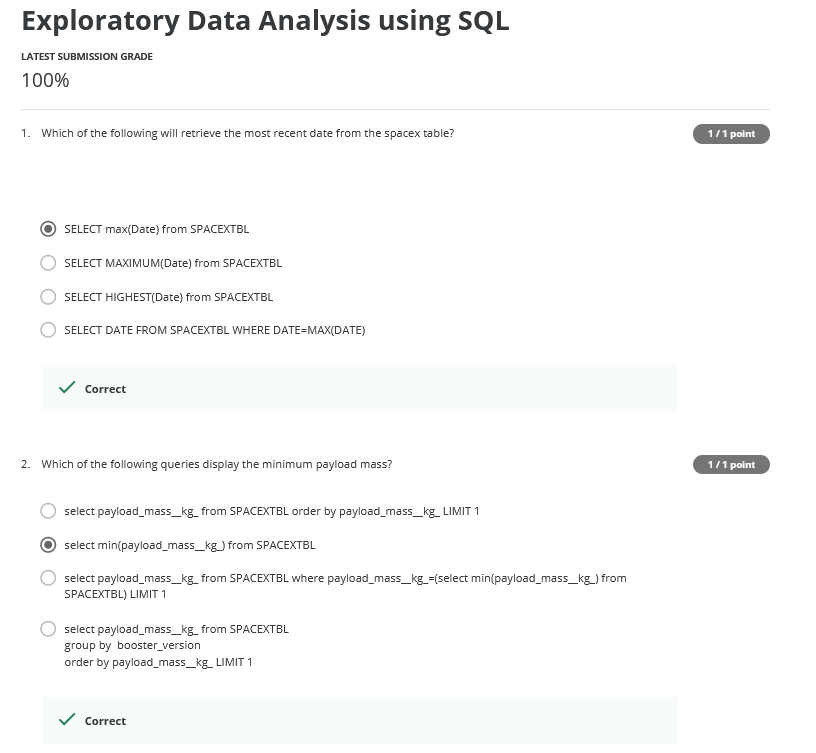 Exploratory Data Analysis using SQL
LATEST SUBMISSION GRADE
100%
1. Which of the following will retrieve the most recent date from the spacex table?
1 / 1 point
SELECT max(Date) from SPACEXTBL
SELECT MAXIMUM(Date) from SPACEXTBL
SELECT HIGHEST(Date) from SPACEXTBL
SELECT DATE FROM SPACEXTBL WHERE DATE=MAX(DATE)
Correct
2. Which of the following queries display the minimum payload mass?
1 / 1 point
select payload_mass__kg_ from SPACEXTBL order by payload_mass__kg_ LIMIT 1
select min(payload_mass__kg_) from SPACEXTBL
select payload_mass__kg_ from SPACEXTBL where payload_mass__kg_=(select min(payload_mass__kg_) from
SPACEXTBL) LIMIT 1
select payload_mass__kg_ from SPACEXTBL
group by  booster_version
order by payload_mass__kg_ LIMIT 1
Correct